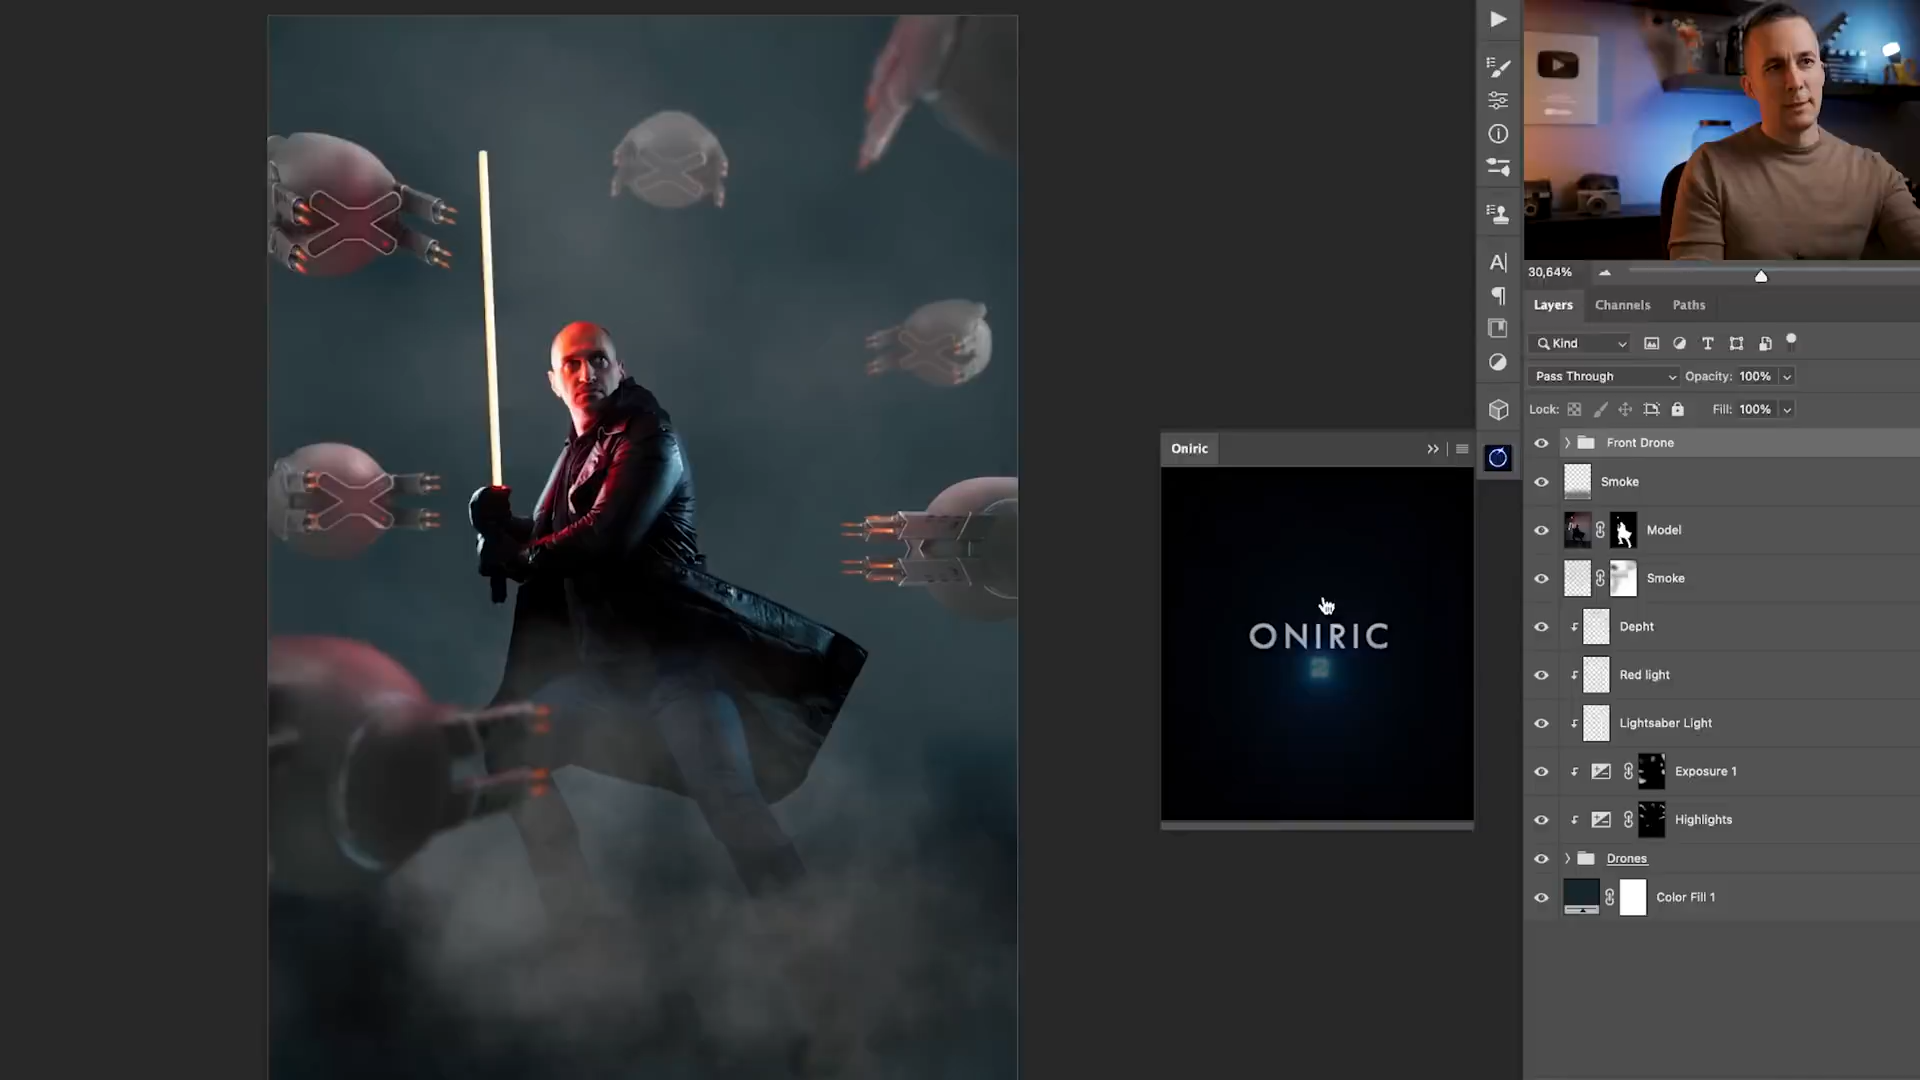 30,64%
Layers Channels Paths
Kind
Pass Through Opacity: 100%
Lock: Fill: 100%
Front Drone
Smoke
Model
Smoke
Depht
Red light
Lightsaber Light
Exposure 1
Highlights
Drones
Color Fill 1
Oniric
ONIRIC
2